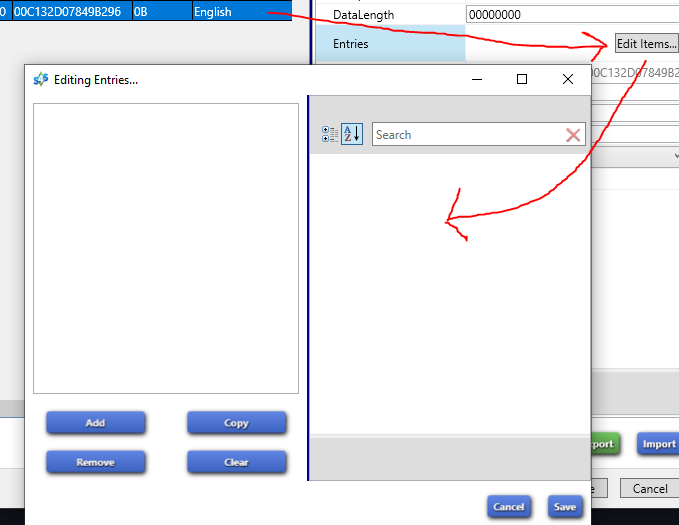 0 00C132D07849B296 0B English
DataLength 00000000
Entries Edit Items...
Editing Entries...
00C132D07849B2
Search
Add Copy
Remove Clear
port Import
Cancel Save
Cancel